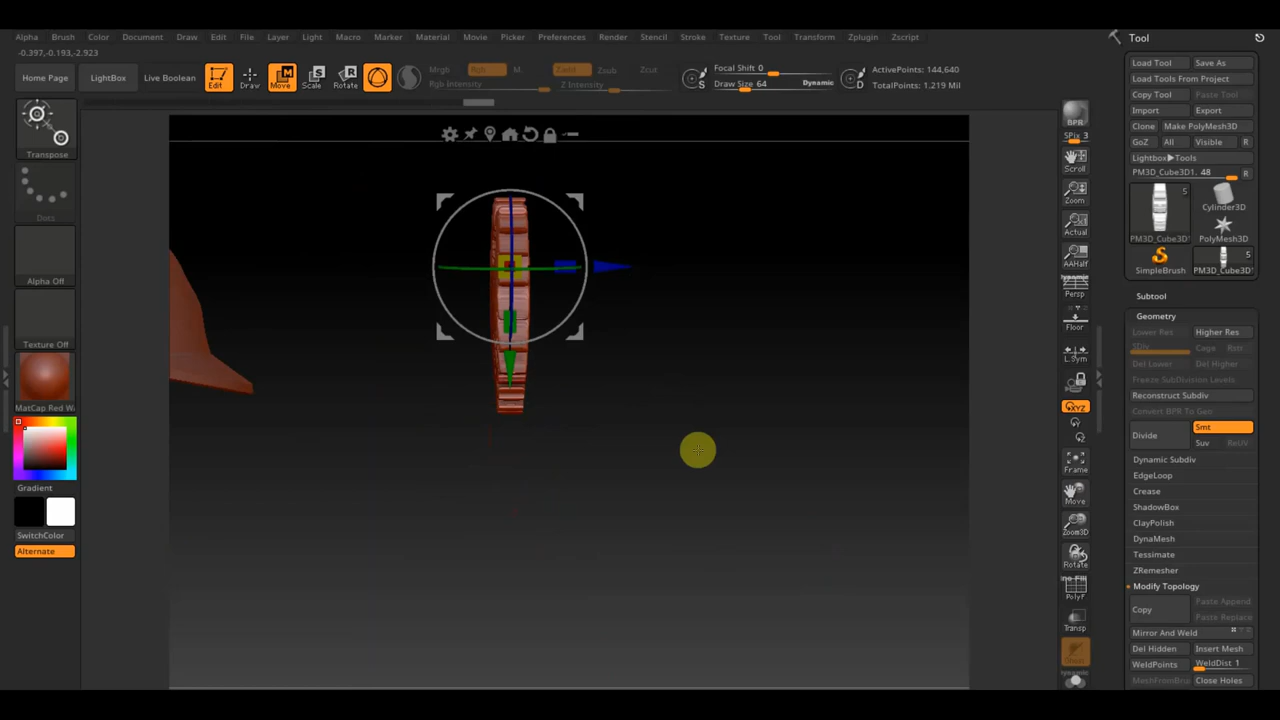 Alpha Brush Color Document Draw Edit File Layer Light Macro Marker Material Movie Picker Preferences Render Stencil Stroke Texture Tool Transform Zplugin Zscript
Tool
-0.397,-0.193,-2.923
Home Page LightBox Live Boolean Edit Draw Move Scale Rotate
Mrgb Rgb M Zadd Zsub Zcut
Rgb Intensity Z Intensity
Focal Shift 0
Draw Size 64 Dynamic
ActivePoints: 144,640
TotalPoints: 1.219 Mil
Transpose
Dots
Alpha Off
Texture Off
MatCap Red W
Gradient
SwitchColor
Alternate
BPR
SPix 3
Scroll
Zoom
Actual
AAHalf
Dynamic
Persp
Floor
L.Sym
XYZ
Frame
Move
Zoom3D
Rotate
PolyF
Transp
Load Tool Save As
Load Tools From Project
Copy Tool Paste Tool
Import Export
Clone Make PolyMesh3D
GoZ All Visible R
Lightbox▶Tools
PM3D_Cube3D1. 48 R
5
Cylinder3D
PM3D_Cube3D1
PolyMesh3D
5
SimpleBrush PM3D_Cube3D1
Subtool
Geometry
Lower Res Higher Res
SDiv Cage Rstr
Del Lower Del Higher
Freeze SubDivision Levels
Reconstruct Subdiv
Convert BPR To Geo
Divide Smt
Suv ReUV
Dynamic Subdiv
EdgeLoop
Crease
ShadowBox
ClayPolish
DynaMesh
Tessimate
ZRemesher
Modify Topology
Copy Paste Append
Paste Replace
Mirror And Weld
Del Hidden Insert Mesh
WeldPoints WeldDist 1
MeshFromBru Close Holes